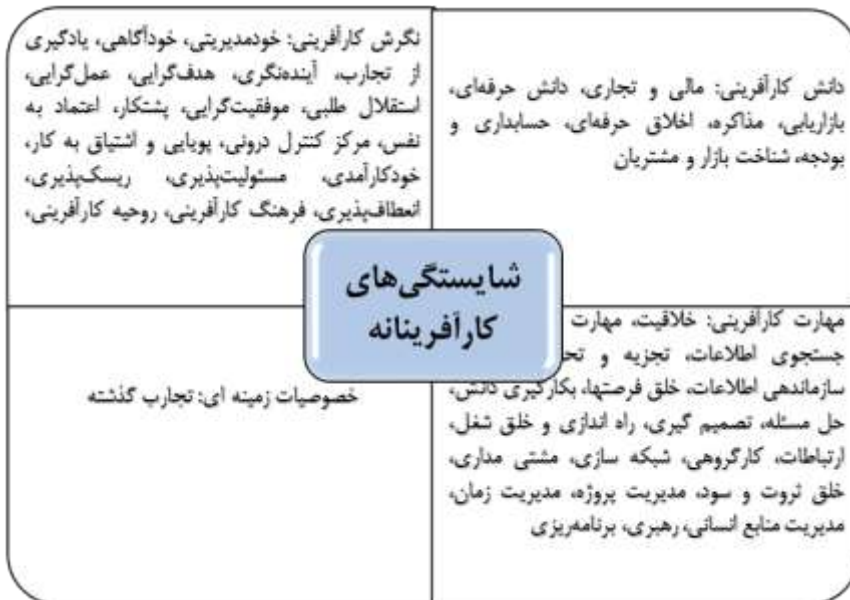 دانش کارآفرینی: مالی و تجاری، دانش حرفه‌ای،
بازاریابی، مذاکره، اخلاق حرفه‌ای، حسابداری و
بودجه، شناخت بازار و مشتریان
نگرش کارآفرینی: خودمدیریتی، خودآگاهی، یادگیری
از تجارب، آینده‌نگری، هدف‌گرایی، عمل‌گرایی،
استقلال طلبی، موفقیت‌گرایی، پشتکار، اعتماد به
نفس، مرکز کنترل درونی، پویایی و اشتیاق به کار،
خودکارآمدی، مسئولیت‌پذیری، ریسک‌پذیری،
انعطاف‌پذیری، فرهنگ کارآفرینی، روحیه کارآفرینی،
شایستگی‌های
کارآفرینانه
مهارت کارآفرینی: خلاقیت، مهارت
جستجوی اطلاعات، تجزیه و
سازماندهی اطلاعات، خلق فرصتها، بکارگیری دانش،
حل مسئله، تصمیم گیری، راه اندازی و خلق شغل،
ارتباطات، کارگروهی، شبکه سازی، مشتی مداری،
خلق ثروت و سود، مدیریت پروژه، مدیریت زمان،
مدیریت منابع انسانی، رهبری، برنامه‌ریزی
خصوصیات زمینه ای: تجارب گذشته